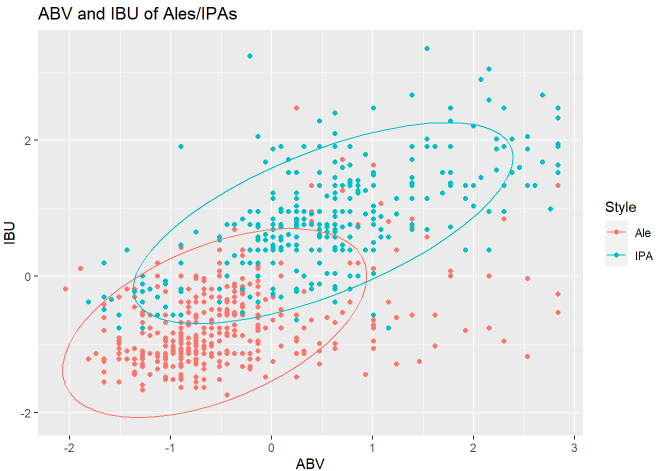 ABV and IBU of Ales/IPAs
IBU
2
0
-2
-2
-1
0
1
2
3
ABV
Style
Ale
IPA